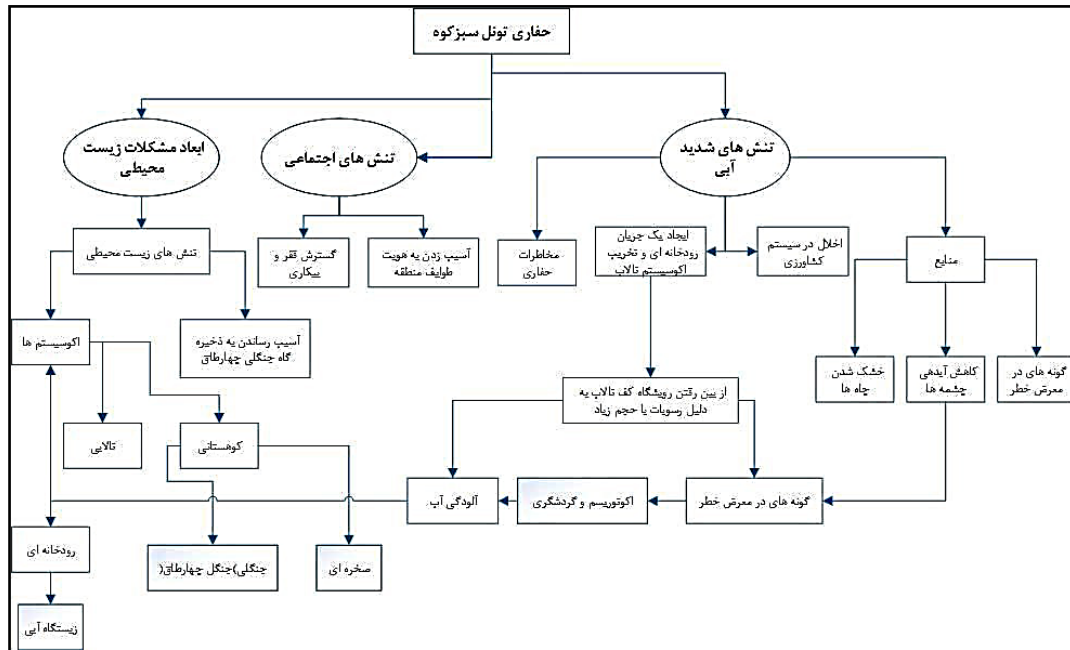 حفاری تونل سبزکوه
تنش های شدید
آبی
تنش های اجتماعی
ابعاد مشکلات زیست
محیطی
منابع
اخلال در سیستم
کشاورزی
ایجاد یک جریان
رودخانه ای و تخریب
اکوسیستم تالاب
مخاطرات
حفاری
آسیب زدن به هویت
طوایف منطقه
گسترش فقر و
بیکاری
تنش های زیست محیطی
گونه های در
معرض خطر
کاهش آبدهی
چشمه ها
خشک شدن
چاه ها
آسیب رساندن به ذخیره
گاه جنگلی چهارطاق
اکوسیستم ها
از بین رفتن رویشگاه کف تالاب به
دلیل رسوبات با حجم زیاد
کوهستانی
تالابی
گونه های در معرض خطر
اکوتوریسم و گردشگری
آلودگی آب
رودخانه ای
صخره ای
جنگلی)جنگل چهارطاق(
زیستگاه آبی